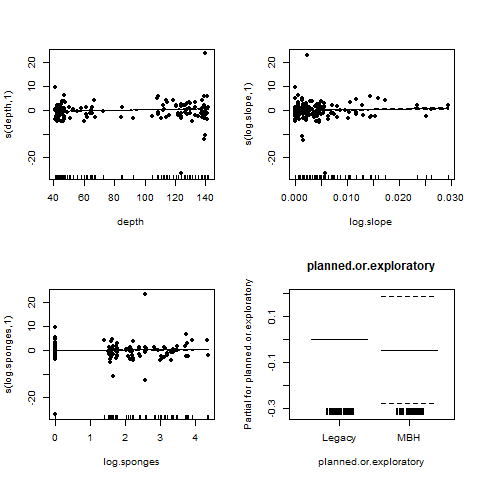 s(depth,1)
20
10
0
-20
40 60 80 100 120 140
depth
s(log.slope,1)
20
10
0
-20
0.000 0.010 0.020 0.030
log.slope
s(log.sponges,1)
20
10
0
-20
0 1 2 3 4
log.sponges
planned.or.exploratory
Partial for planned.or.exploratory
0.1
-0.1
-0.3
Legacy MBH
planned.or.exploratory